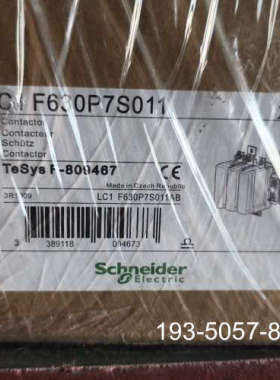 C1 F630P7S011
Contactor
Contacteur
Schütz
Contactor
TeSys F-809467
CE
Made in Czech Republic
LC1 F630P7S011AB
3 389118 094673
Schneider
Electric
193-5057-8